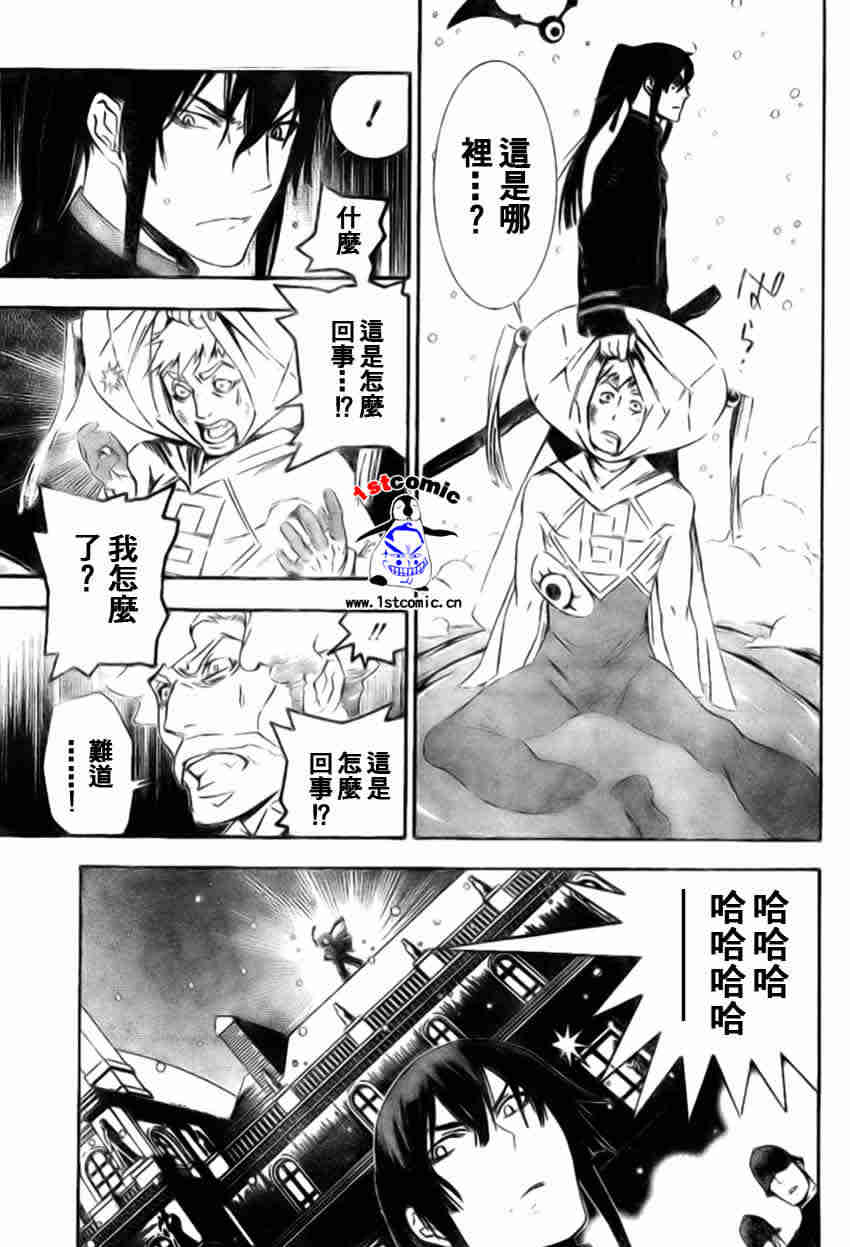 這是哪
裡…?
ぱら…
!
什麼
這是怎麼
回事…!?
1stcomic
www.1stcomic.cn
我怎麼
了?
!!
這是
怎麼
回事!?
難道
……!
哈哈哈
哈哈哈哈——